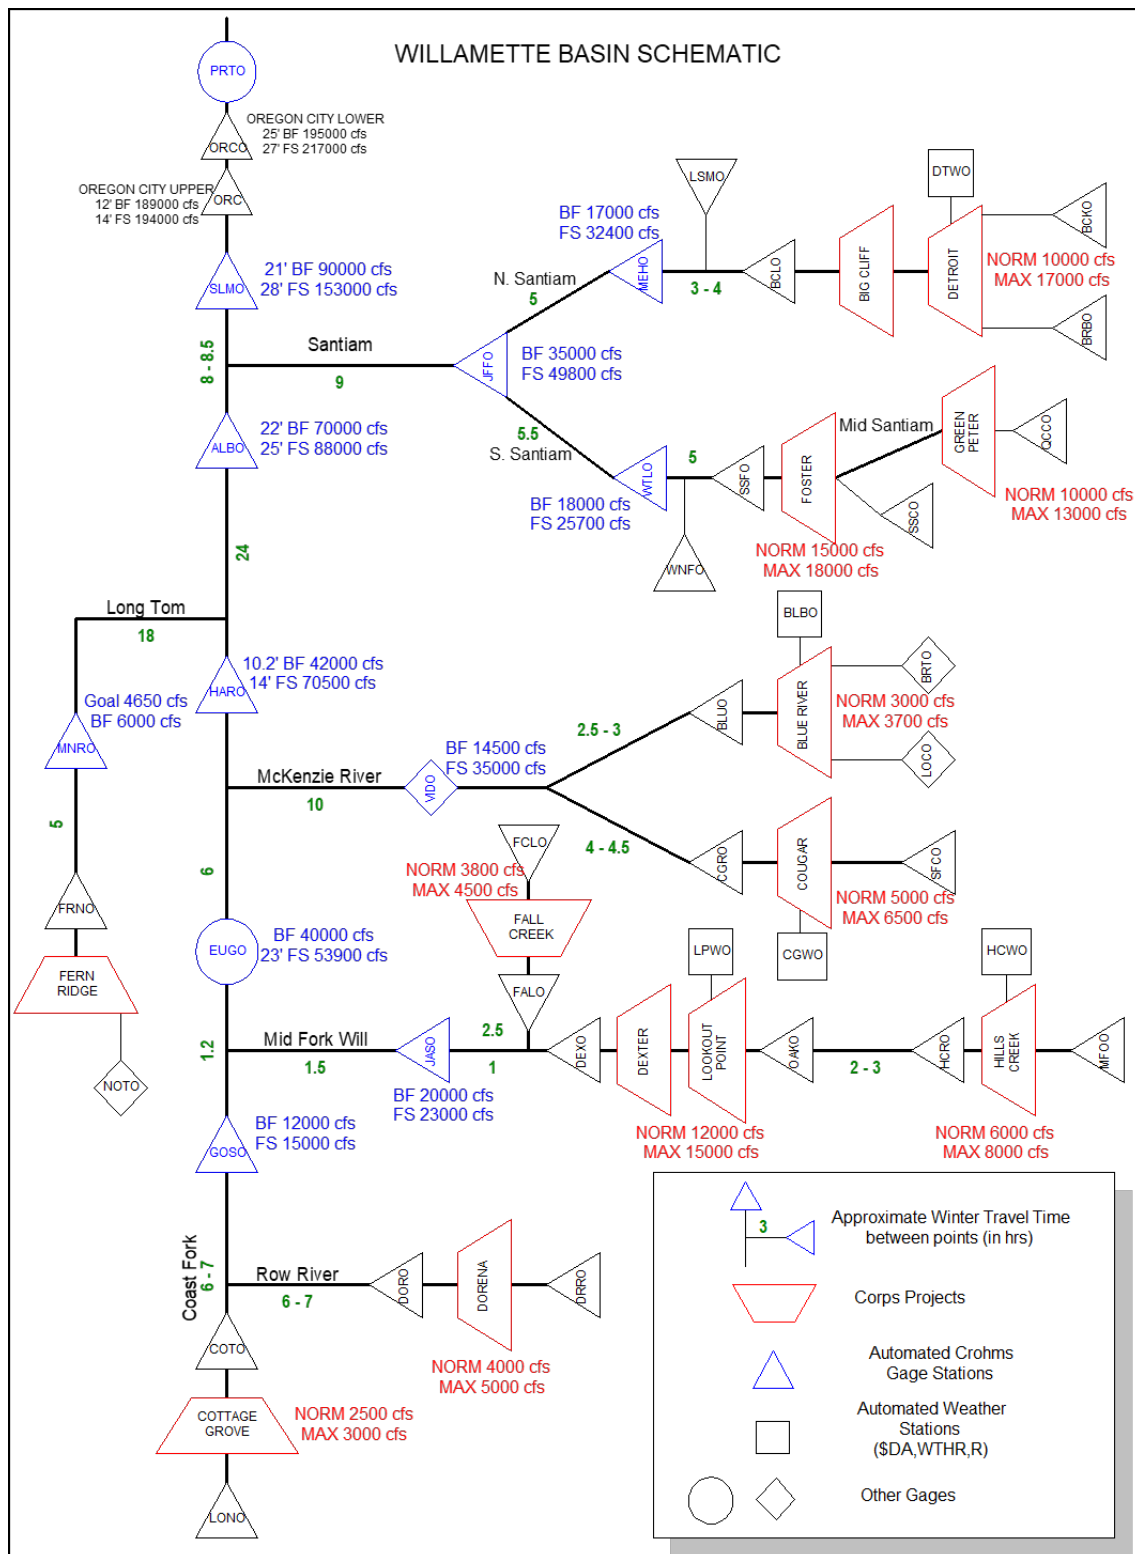 WILLAMETTE BASIN SCHEMATIC
PRTO
OREGON CITY LOWER
25' BF 195000 cfs
27' FS 217000 cfs
ORCO
OREGON CITY UPPER
12' BF 189000 cfs
14' FS 194000 cfs
ORC
21' BF 90000 cfs
28' FS 153000 cfs
SLMO
8 - 8.5
Santiam
9
JFFO
BF 35000 cfs
FS 49800 cfs
N. Santiam
5
BF 17000 cfs
FS 32400 cfs
MEHO
LSMO
3 - 4
BCLO
BIG CLIFF
DTWO
DETROIT
BCKO
NORM 10000 cfs
MAX 17000 cfs
BRBO
5.5
S. Santiam
WTLO
BF 18000 cfs
FS 25700 cfs
5
WNFO
SSFO
FOSTER
NORM 15000 cfs
MAX 18000 cfs
Mid Santiam
SSCO
GREEN
PETER
QCCO
NORM 10000 cfs
MAX 13000 cfs
22' BF 70000 cfs
25' FS 88000 cfs
ALBO
24
Long Tom
18
Goal 4650 cfs
BF 6000 cfs
MNRO
5
FRNO
FERN
RIDGE
NOTO
10.2' BF 42000 cfs
14' FS 70500 cfs
HARO
McKenzie River
10
BF 14500 cfs
FS 35000 cfs
VIDO
2.5 - 3
BLUO
BLBO
BLUE RIVER
BRTO
NORM 3000 cfs
MAX 3700 cfs
LOCO
4 - 4.5
CGRO
COUGAR
SFCO
NORM 5000 cfs
MAX 6500 cfs
CGWO
6
BF 40000 cfs
23' FS 53900 cfs
EUGO
FCLO
NORM 3800 cfs
MAX 4500 cfs
FALL
CREEK
FALO
1.2
Mid Fork Will
1.5
JASO
BF 20000 cfs
FS 23000 cfs
2.5
1
DEXO
DEXTER
LPWO
LOOKOUT
POINT
NORM 12000 cfs
MAX 15000 cfs
OAKO
2 - 3
HCRO
HCWO
HILLS
CREEK
MFOO
NORM 6000 cfs
MAX 8000 cfs
BF 12000 cfs
FS 15000 cfs
GOSO
Coast Fork
6 - 7
Row River
6 - 7
DORO
DORENA
DRRO
NORM 4000 cfs
MAX 5000 cfs
COTO
COTTAGE
GROVE
NORM 2500 cfs
MAX 3000 cfs
LONO
3
Approximate Winter Travel Time
between points (in hrs)
Corps Projects
Automated Crohms
Gage Stations
Automated Weather
Stations
($DA,WTHR,R)
Other Gages